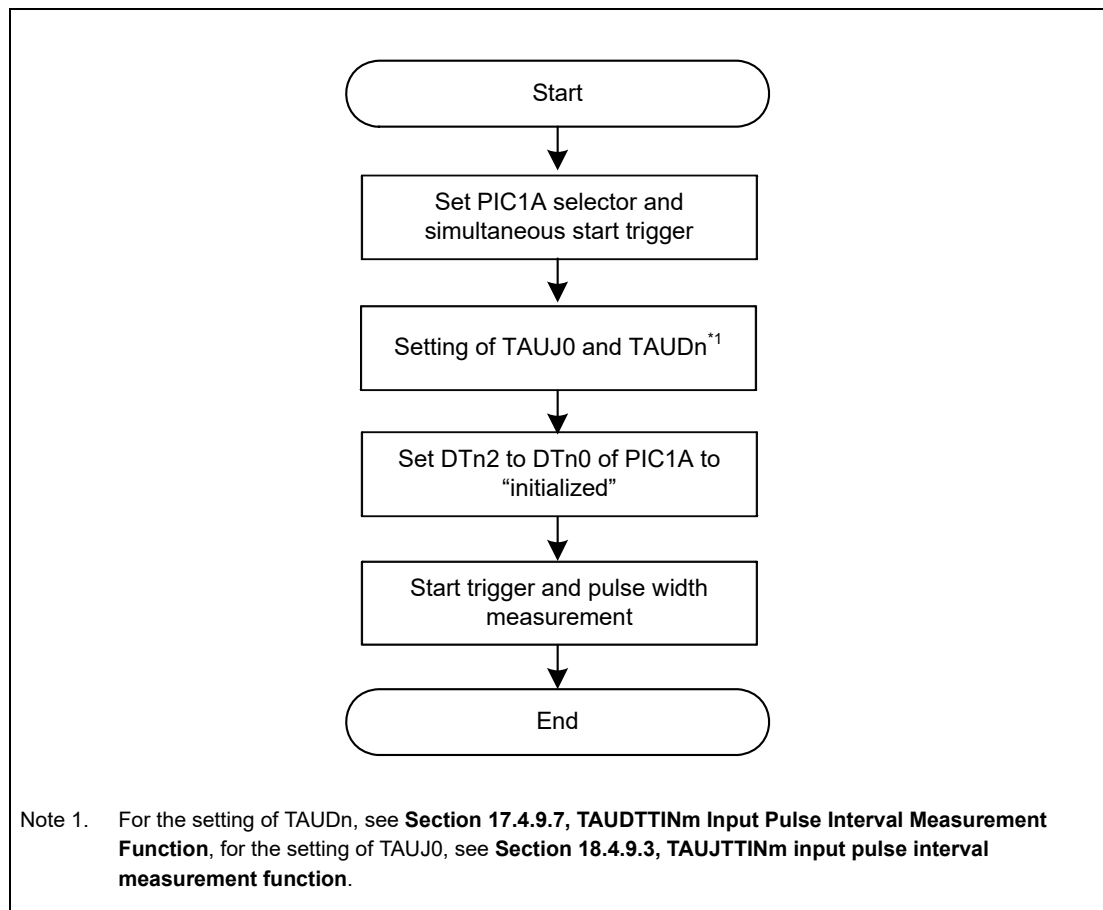 Start
Set PIC1A selector and
simultaneous start trigger
Setting of TAUJ0 and TAUDn*1
Set DTn2 to DTn0 of PIC1A to
“initialized”
Start trigger and pulse width
measurement
End
Note 1. For the setting of TAUDn, see Section 17.4.9.7, TAUDTTINm Input Pulse Interval Measurement
Function, for the setting of TAUJ0, see Section 18.4.9.3, TAUJTTINm input pulse interval
measurement function.